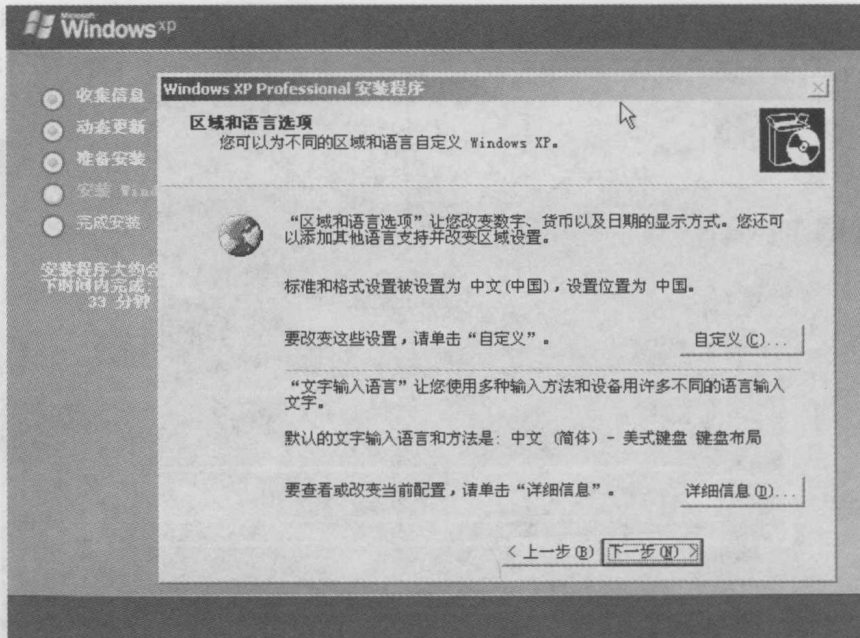 Microsoft
Windows xp
收集信息
动态更新
准备安装
安装 Wind
完成安装
安装程序大约会
下时间内完成:
33 分钟
Windows XP Professional 安装程序
区域和语言选项
您可以为不同的区域和语言自定义 Windows XP。
“区域和语言选项”让您改变数字、货币以及日期的显示方式。您还可
以添加其他语言支持并改变区域设置。
标准和格式设置被设置为 中文(中国)，设置位置为 中国。
要改变这些设置，请单击“自定义”。
自定义(C)...
“文字输入语言”让您使用多种输入方法和设备用许多不同的语言输入
文字。
默认的文字输入语言和方法是: 中文 (简体) - 美式键盘 键盘布局
要查看或改变当前配置，请单击“详细信息”。
详细信息(D)...
< 上一步(B)
下一步(N) >